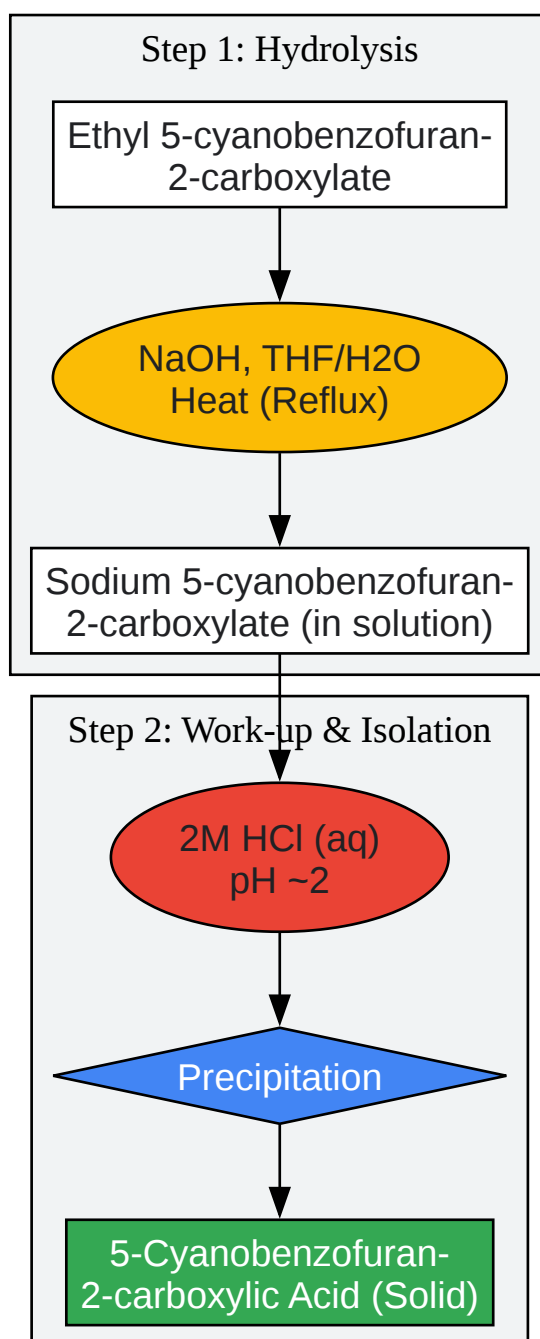 Step 1: Hydrolysis
Ethyl 5-cyanobenzofuran-
2-carboxylate
NaOH, THF/H2O
Heat (Reflux)
Sodium 5-cyanobenzofuran-
2-carboxylate (in solution)
Step 2: Work-up & Isolation
2M HCl (aq)
pH ~2
Precipitation
5-Cyanobenzofuran-
2-carboxylic Acid (Solid)